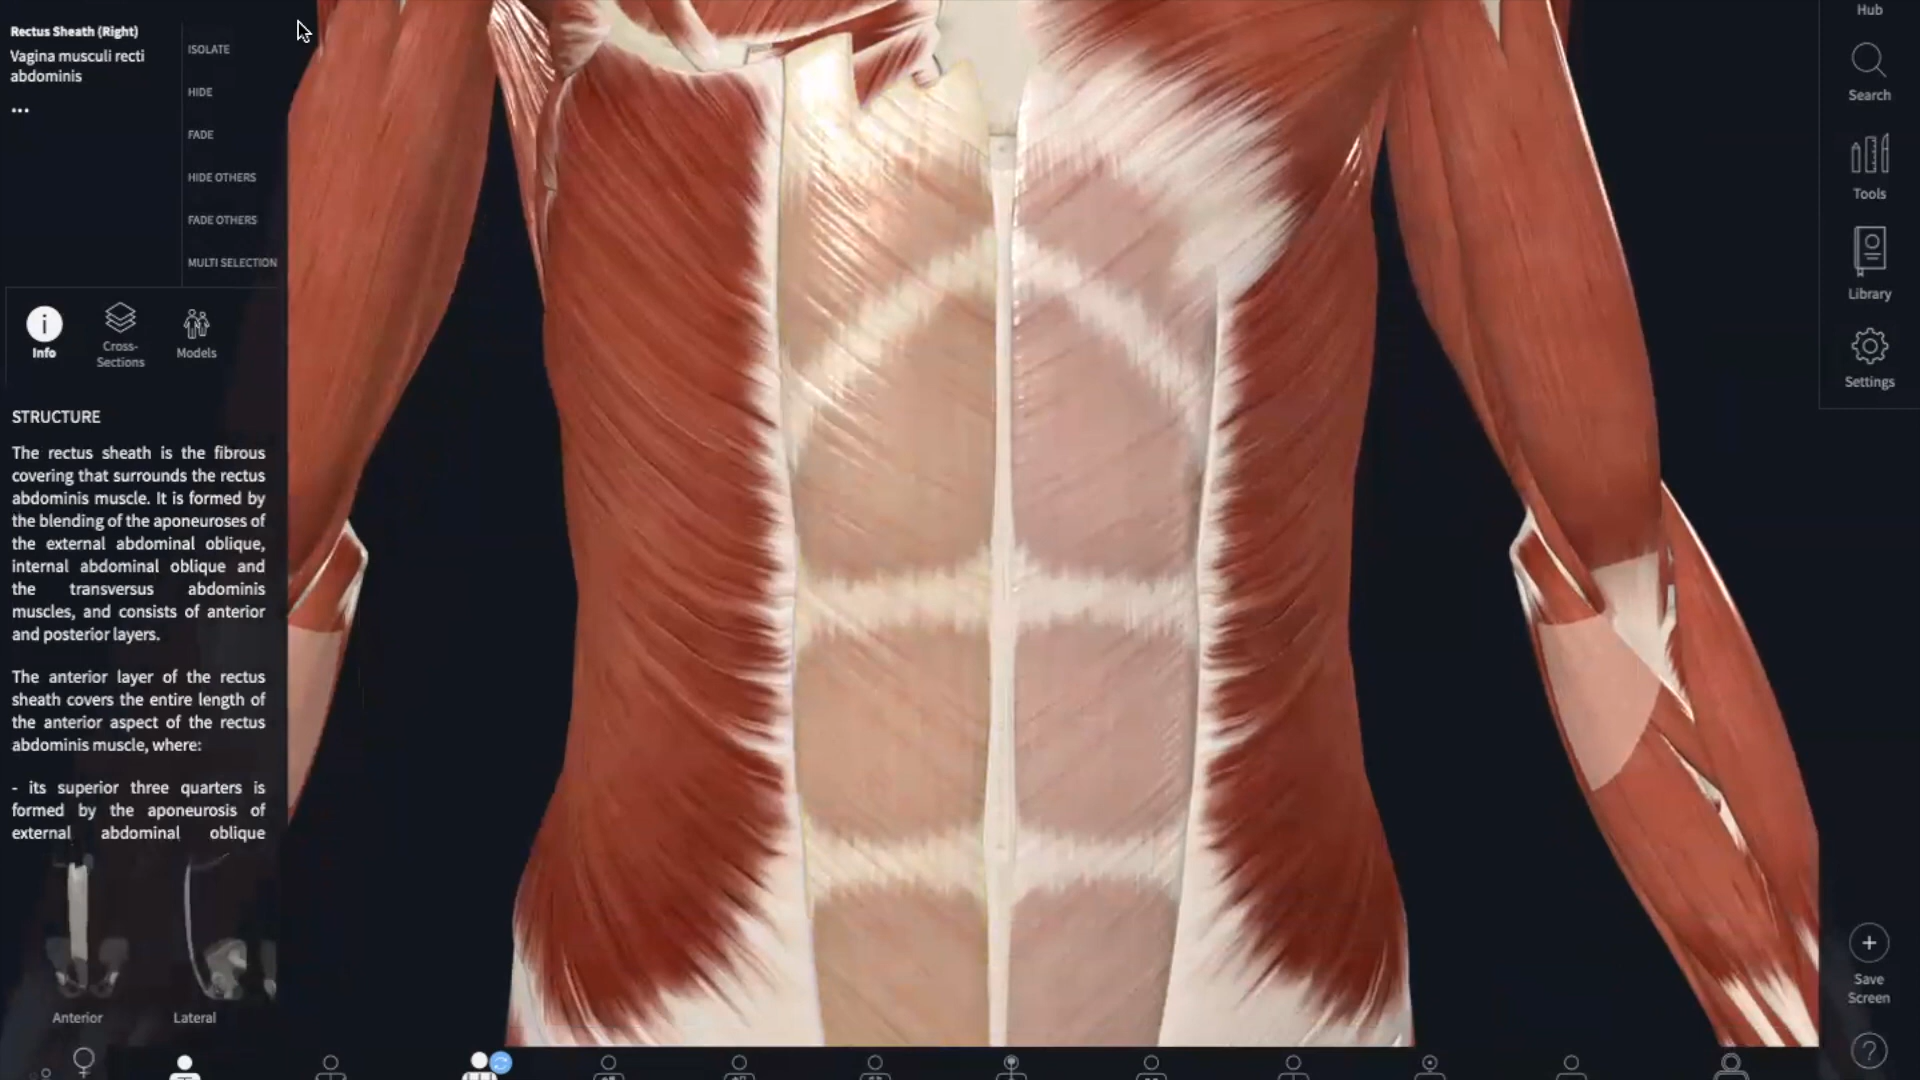 Rectus Sheath (Right)
Vagina musculi recti
abdominis
...
ISOLATE
HIDE
FADE
HIDE OTHERS
FADE OTHERS
MULTI SELECTION
Info
Cross-
Sections
Models
STRUCTURE
The rectus sheath is the fibrous
covering that surrounds the rectus
abdominis muscle. It is formed by
the blending of the aponeuroses of
the external abdominal oblique,
internal abdominal oblique and
the transversus abdominis
muscles, and consists of anterior
and posterior layers.
The anterior layer of the rectus
sheath covers the entire length of
the anterior aspect of the rectus
abdominis muscle, where:
- its superior three quarters is
formed by the aponeurosis of
external abdominal oblique
Anterior
Lateral
Hub
Search
Tools
Library
Settings
Save
Screen